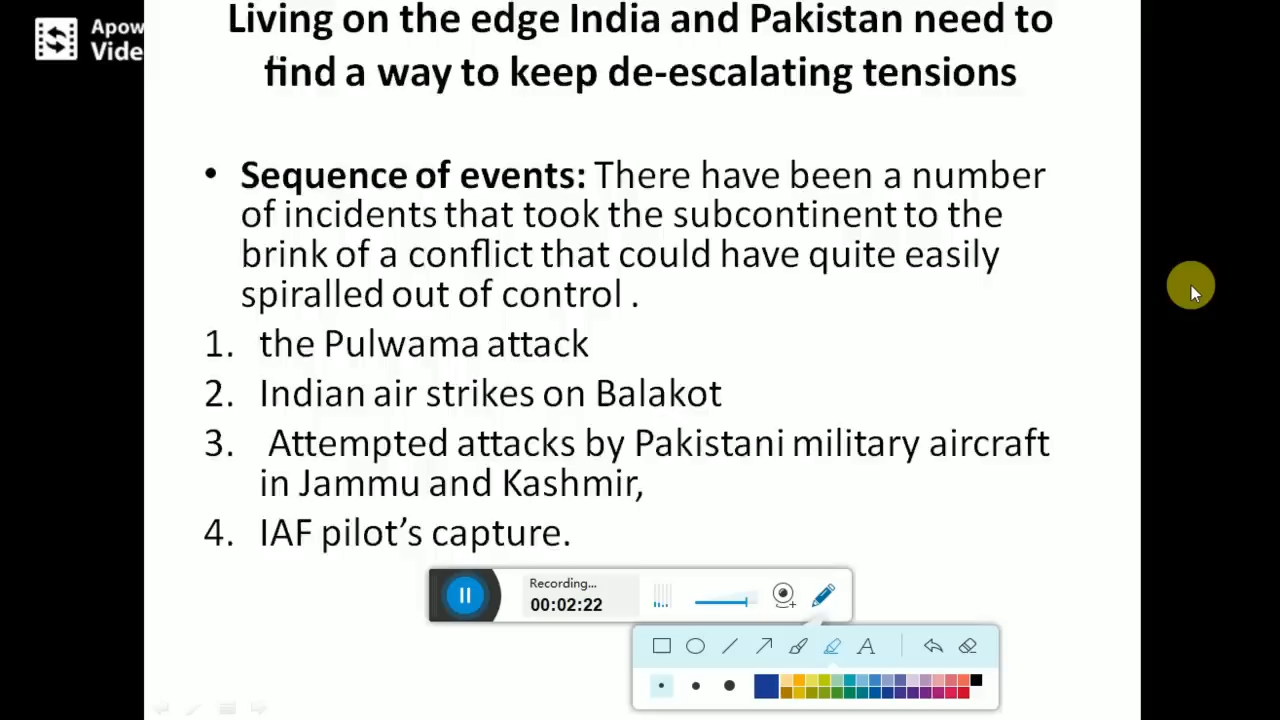 Apow
Vide
Living on the edge India and Pakistan need to
find a way to keep de-escalating tensions
• Sequence of events: There have been a number
of incidents that took the subcontinent to the
brink of a conflict that could have quite easily
spiralled out of control .
1. the Pulwama attack
2. Indian air strikes on Balakot
3. Attempted attacks by Pakistani military aircraft
in Jammu and Kashmir,
4. IAF pilot’s capture.
Recording...
00:02:22
A